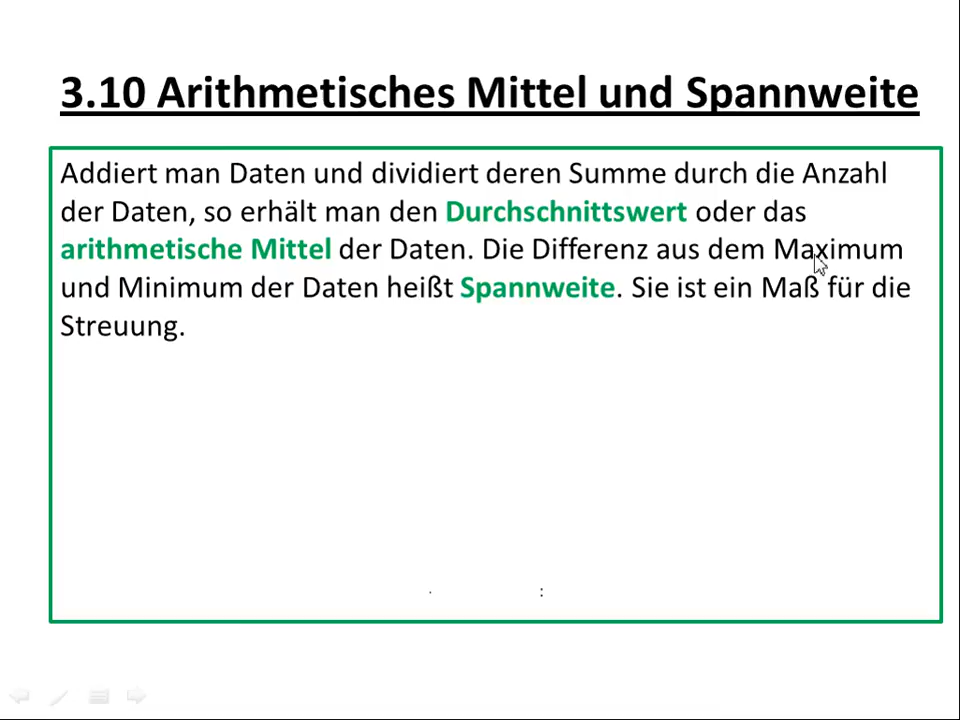 3.10 Arithmetisches Mittel und Spannweite
Addiert man Daten und dividiert deren Summe durch die Anzahl
der Daten, so erhält man den Durchschnittswert oder das
arithmetische Mittel der Daten. Die Differenz aus dem Maximum
und Minimum der Daten heißt Spannweite. Sie ist ein Maß für die
Streuung.